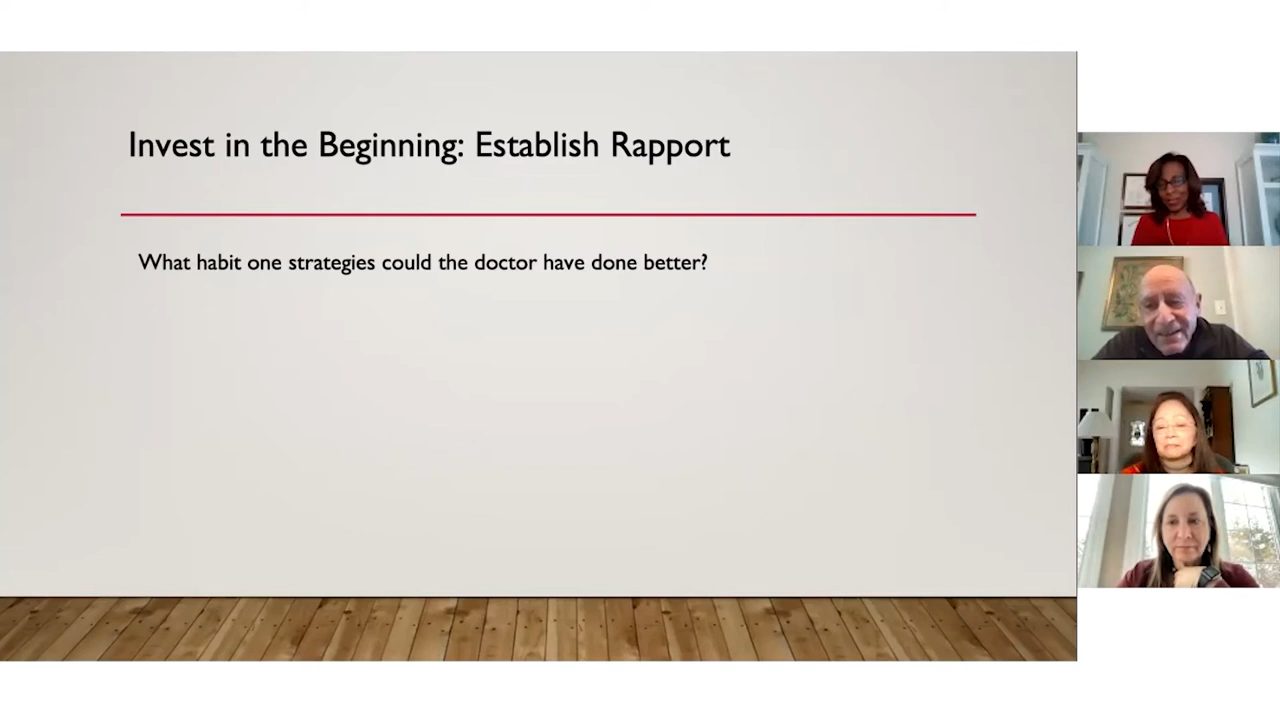 Invest in the Beginning: Establish Rapport
What habit one strategies could the doctor have done better?